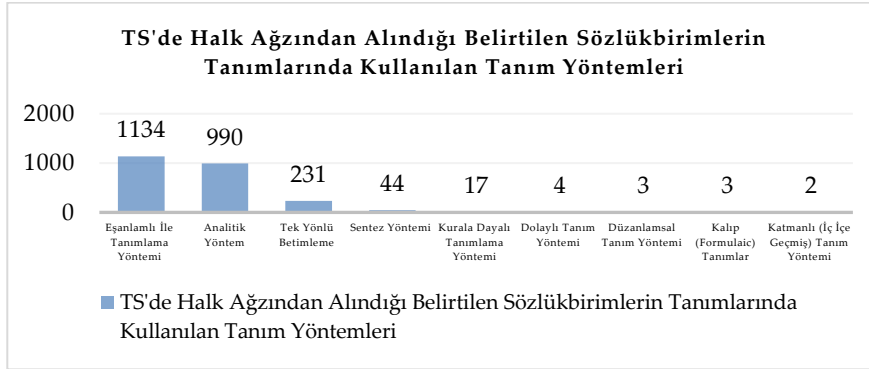 TS'de Halk Ağzından Alındığı Belirtilen Sözlükbirimlerin
Tanımlarında Kullanılan Tanım Yöntemleri
2000
1000
0
1134
990
231
44
17
4
3
3
2
Eşanlamlı İle
Tanımlama
Yöntemi
Analitik
Yöntem
Tek Yönlü
Betimleme
Sentez Yöntemi
Kurala Dayalı
Tanımlama
Yöntemi
Dolaylı Tanım
Yöntemi
Düzanlamsal
Tanım Yöntemi
Kalıp
(Formulaic)
Tanımlar
Katmanlı (İç İçe
Geçmiş) Tanım
Yöntemi
TS'de Halk Ağzından Alındığı Belirtilen Sözlükbirimlerin Tanımlarında
Kullanılan Tanım Yöntemleri